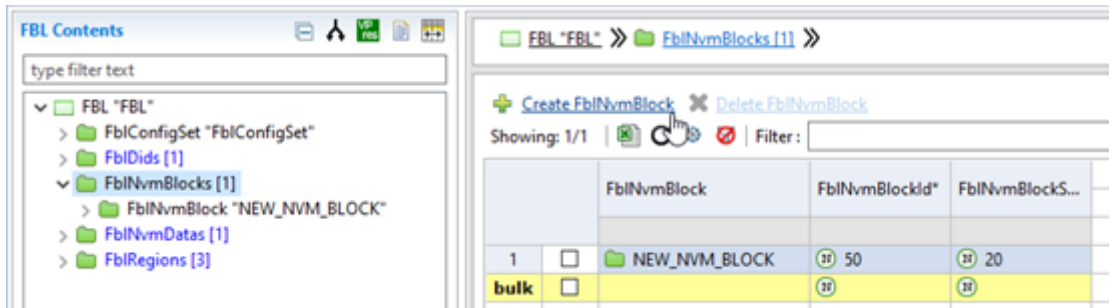 FBL Contents
VP
res
type filter text
FBL "FBL"
FblConfigSet "FblConfigSet"
FblDids [1]
FblNvmBlocks [1]
FblNvmBlock "NEW_NVM_BLOCK"
FblNvmDatas [1]
FblRegions [3]
FBL "FBL" FblNvmBlocks [1]
Create FblNvmBlock Delete FblNvmBlock
Showing: 1/1 Filter :
FblNvmBlock FblNvmBlockId* FblNvmBlockS...
1 NEW_NVM_BLOCK N 50 N 20
bulk N N